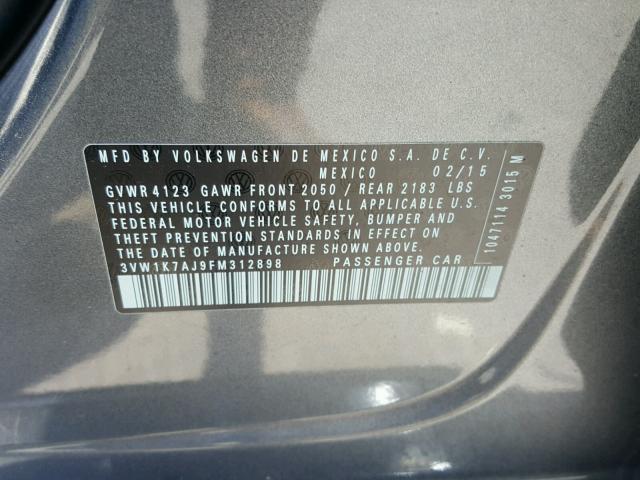 MFD BY VOLKSWAGEN DE MEXICO S.A. DE C.V.
MEXICO 02/15
GVWR 4123 GAWR FRONT 2050 / REAR 2183 LBS
THIS VEHICLE CONFORMS TO ALL APPLICABLE U.S.
FEDERAL MOTOR VEHICLE SAFETY, BUMPER AND
THEFT PREVENTION STANDARDS IN EFFECT ON
THE DATE OF MANUFACTURE SHOWN ABOVE.
3VW1K7AJ9FM312898 PASSENGER CAR
1047114 3015 M